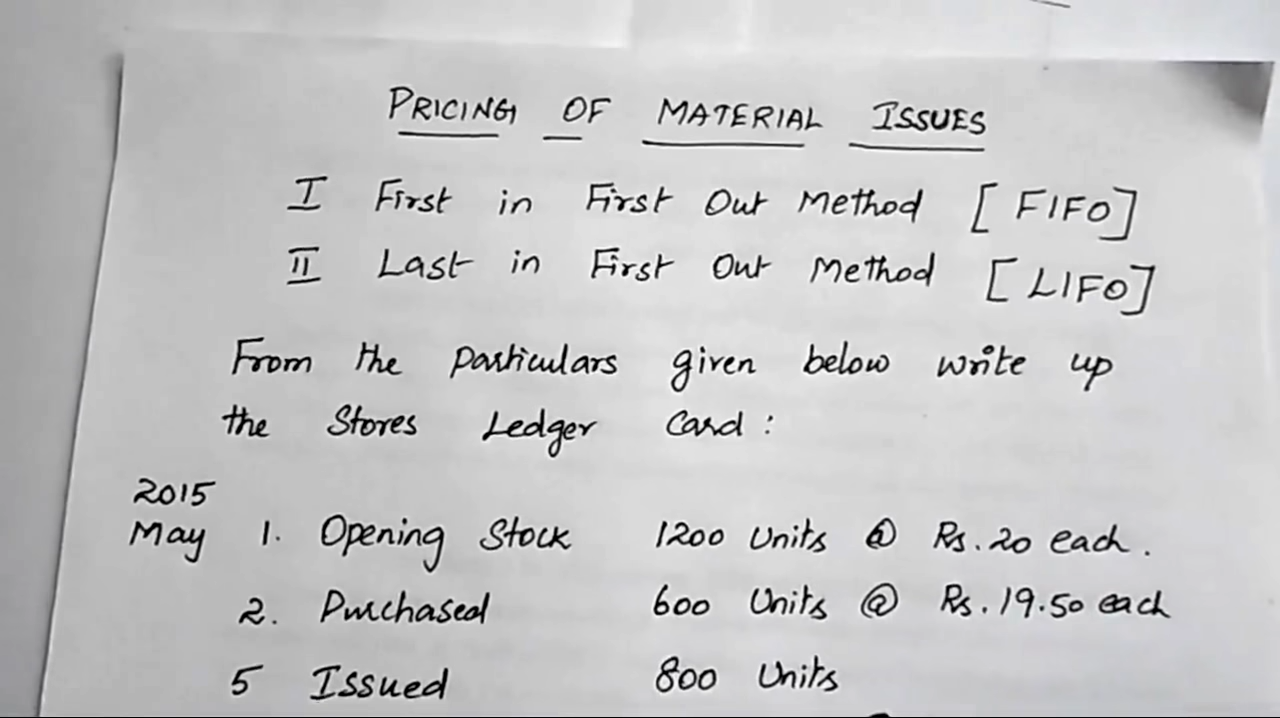 PRICING OF MATERIAL ISSUES
I First in First Out Method [FIFO]
II Last in First Out Method [LIFO]
From the particulars given below write up
the Stores Ledger Card :
2015
May 1. Opening Stock 1200 Units @ Rs. 20 each.
2. Purchased 600 Units @ Rs. 19.50 each
5 Issued 800 Units